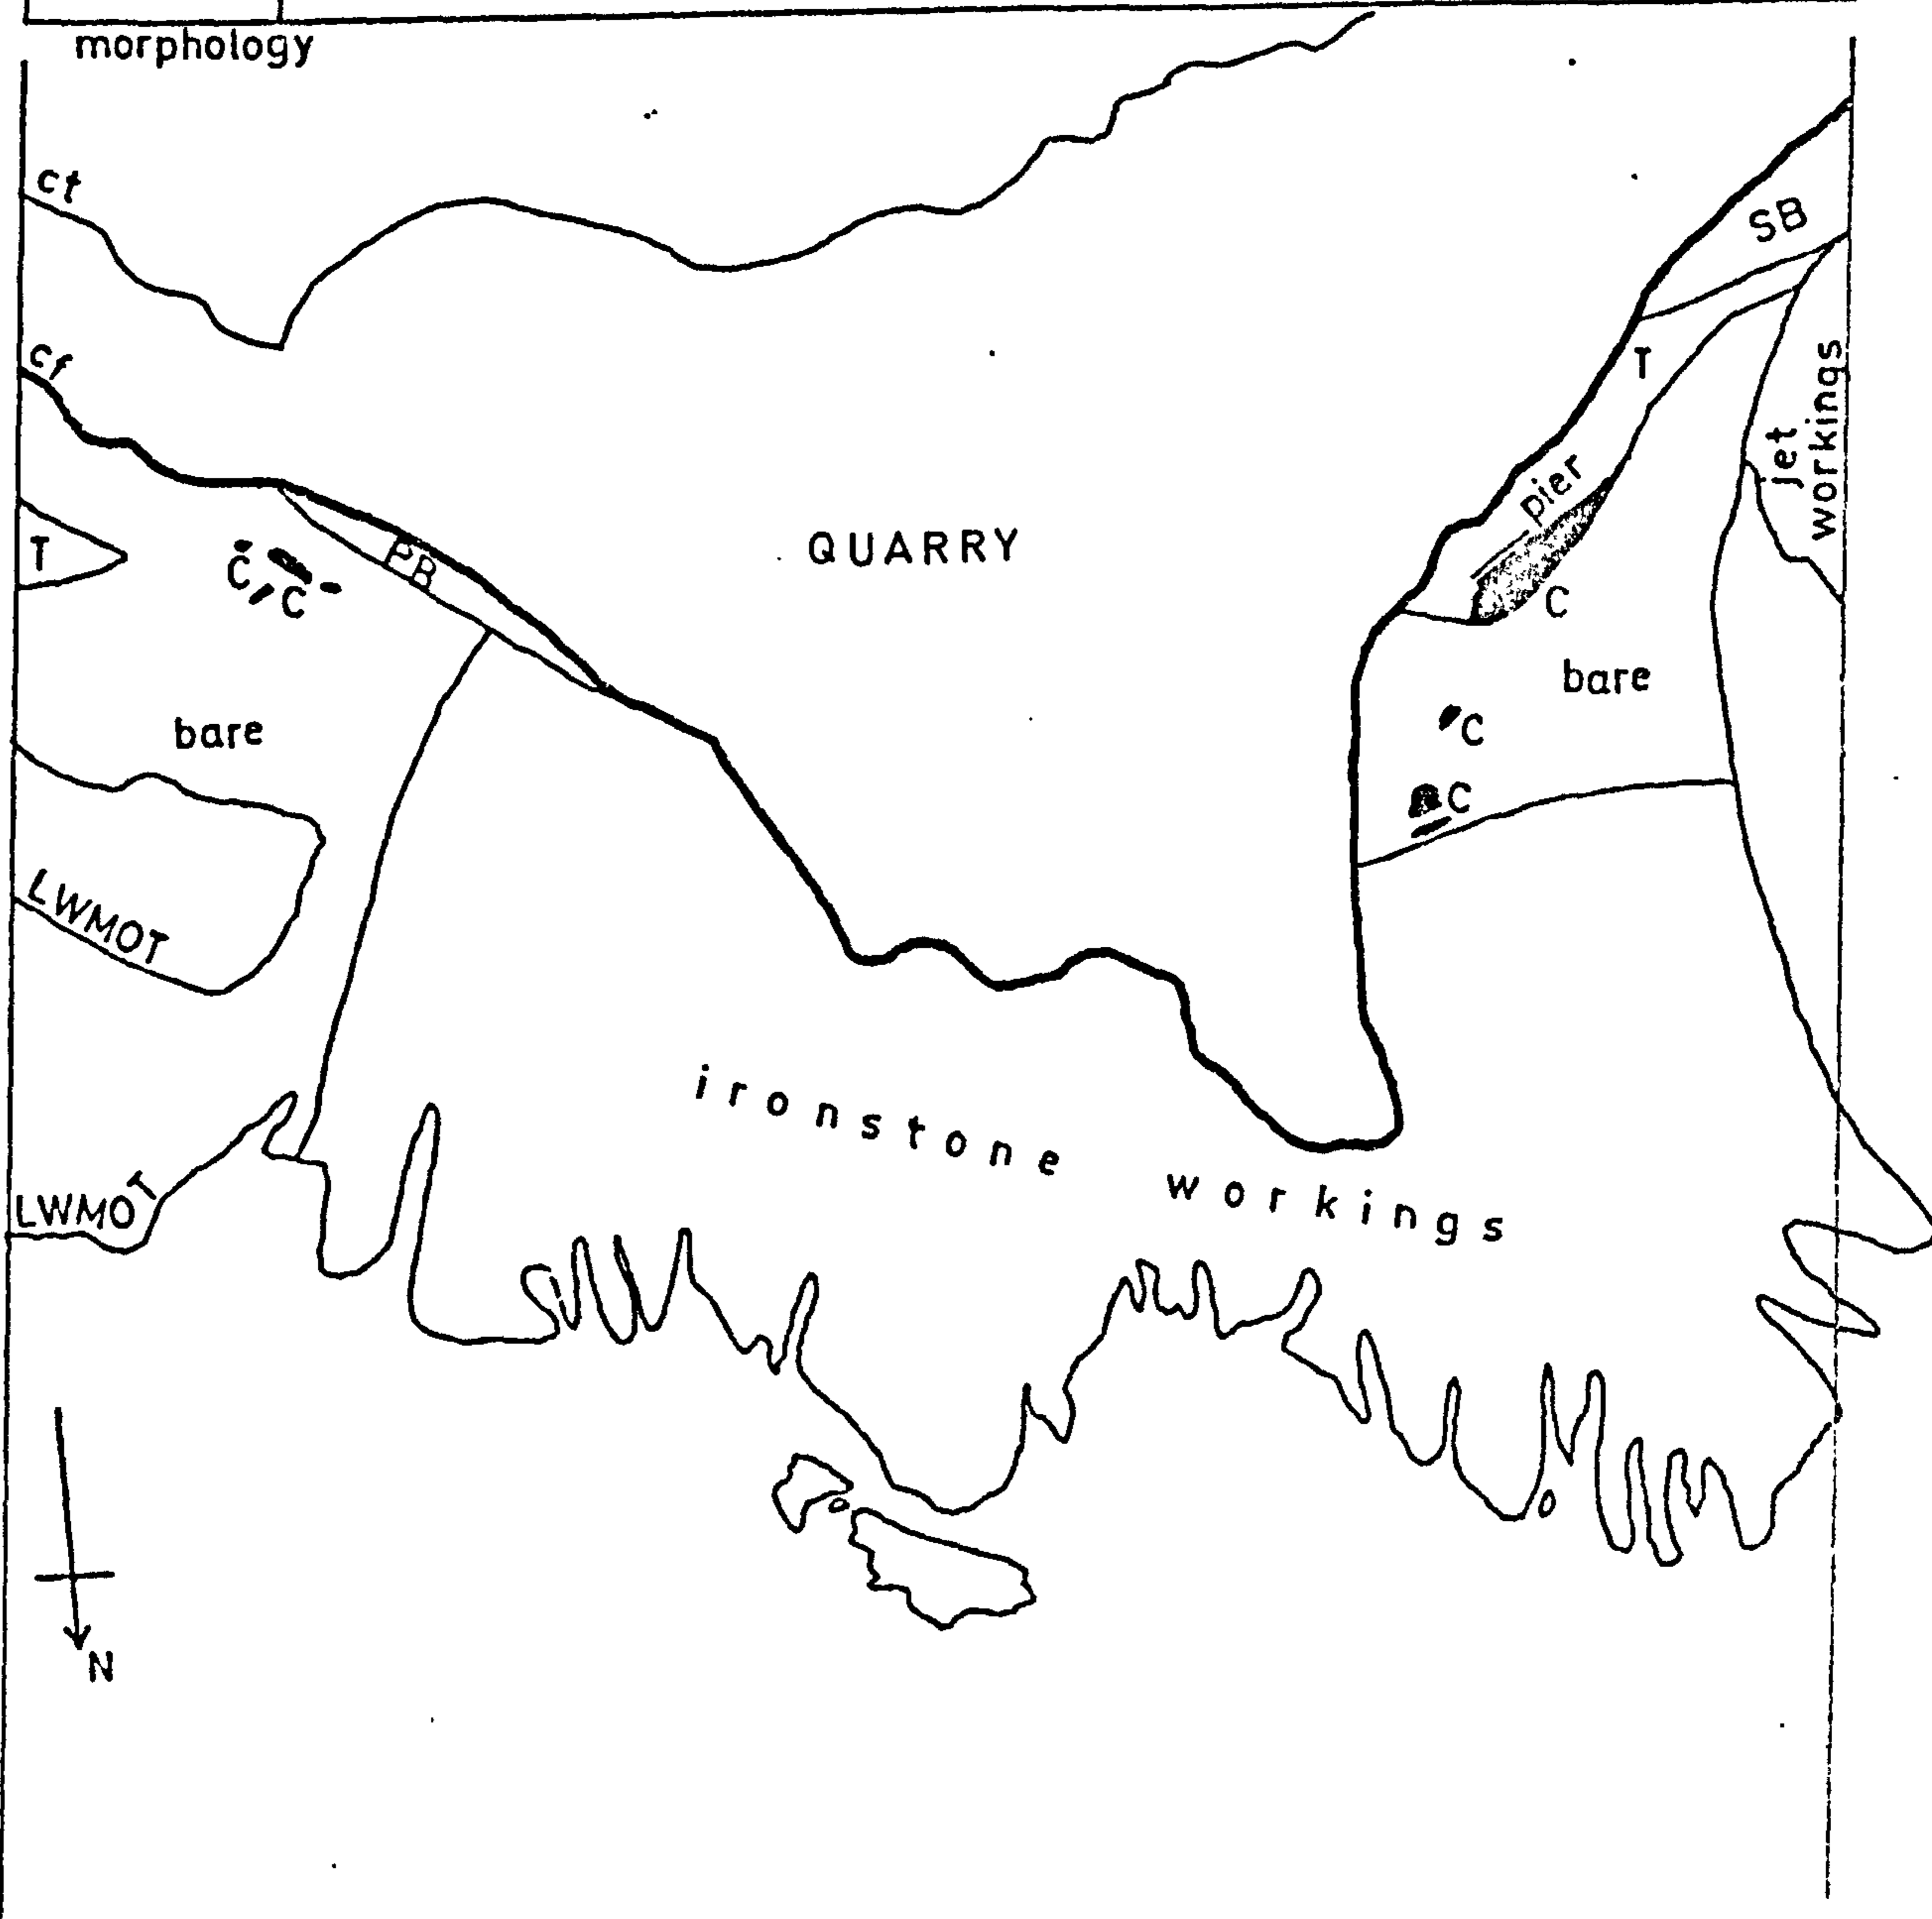 morphology
ct
SB
cf
T
jet
workings
pier
QUARRY
T
C
C
PB
C
bare
bare
C
C
LWMOT
ironstone workings
LWMOT
N